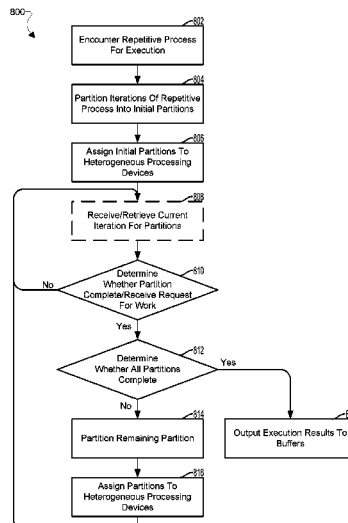 800
802
Encounter Repetitive Process
For Execution
804
Partition Iterations Of Repetitive
Process Into Initial Partitions
806
Assign Initial Partitions To
Heterogeneous Processing
Devices
808
Receive/Retrieve Current
Iteration For Partitions
810
Determine
Whether Partition
Complete/Receive Request
For Work
No
Yes
812
Determine
Whether All Partitions
Complete
Yes
No
814
Partition Remaining Partition
Output Execution Results To
Buffers
816
Assign Partitions To
Heterogeneous Processing
Devices